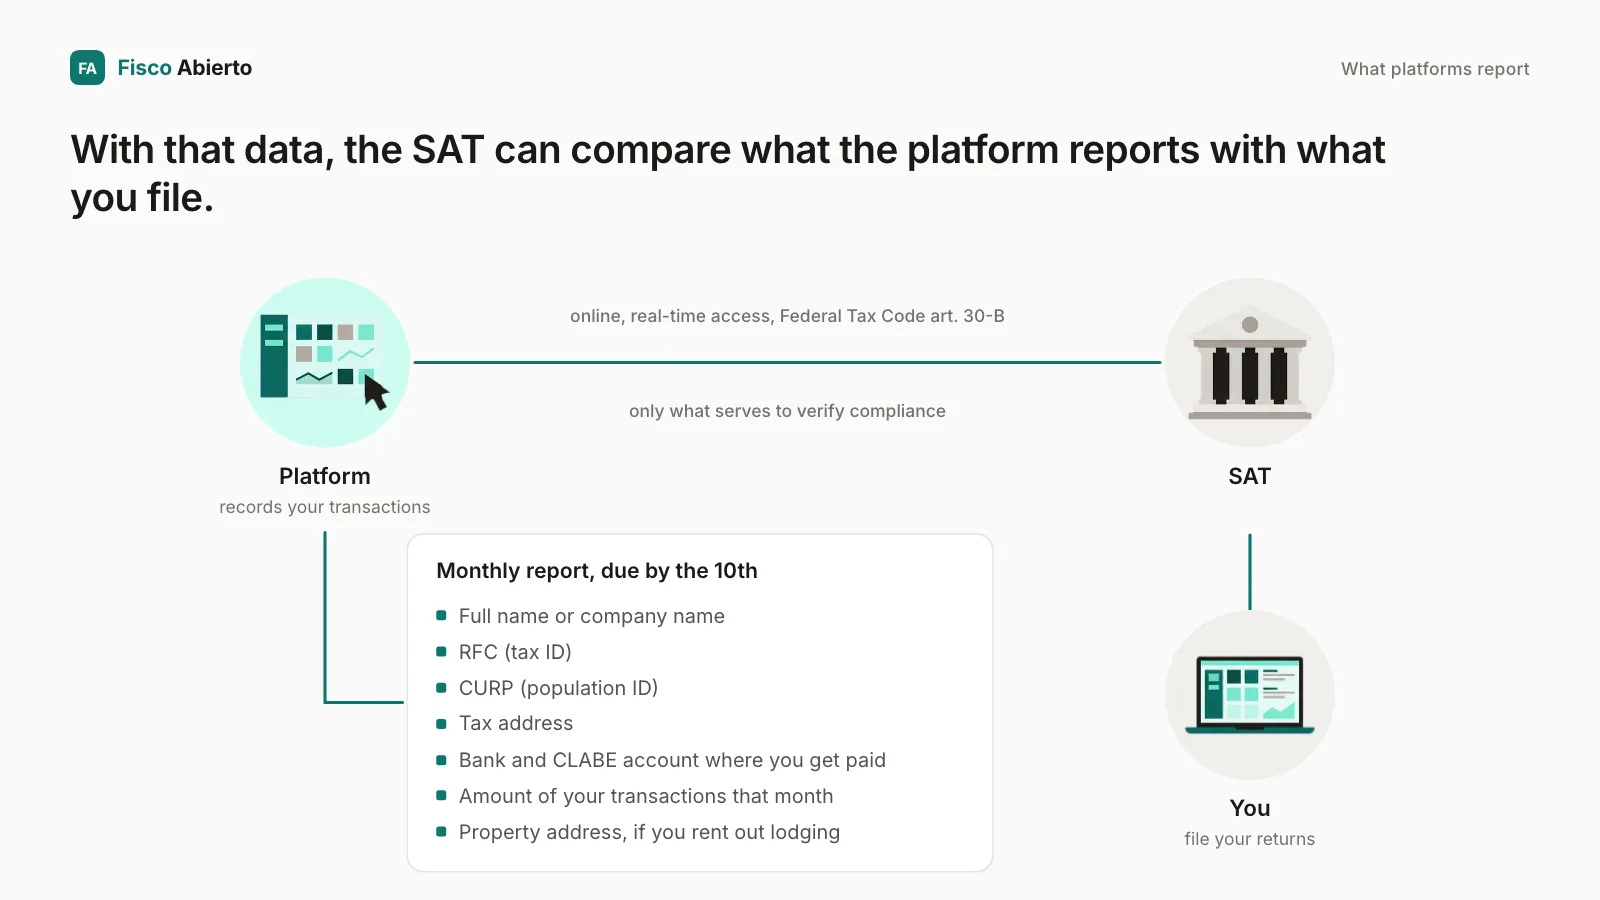 FA
Fisco Abierto
What platforms report
With that data, the SAT can compare what the platform reports with what
you file.
online, real-time access, Federal Tax Code art. 30-B
only what serves to verify compliance
Platform
records your transactions
SAT
Monthly report, due by the 10th
Full name or company name
RFC (tax ID)
CURP (population ID)
Tax address
Bank and CLABE account where you get paid
Amount of your transactions that month
Property address, if you rent out lodging
You
file your returns